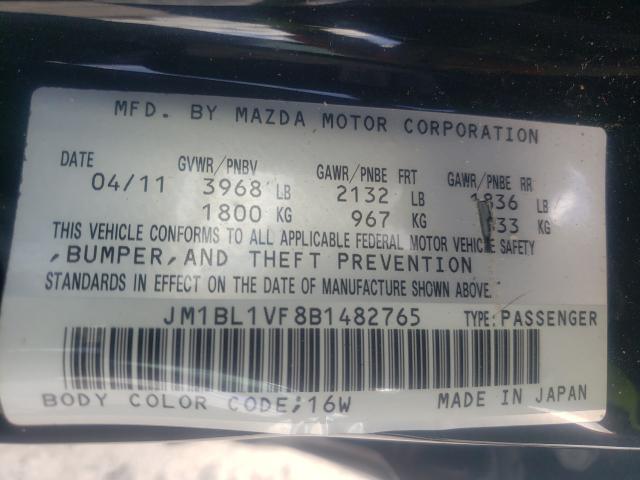 MFD. BY MAZDA MOTOR CORPORATION
DATE GVWR/PNBV GAWR/PNBE FRT GAWR/PNBE RR
04/11 3968 LB 2132 LB 1836 LB
1800 KG 967 KG KG
THIS VEHICLE CONFORMS TO ALL APPLICABLE FEDERAL MOTOR VEHICLE SAFETY
,BUMPER,AND THEFT PREVENTION
STANDARDS IN EFFECT ON THE DATE OF MANUFACTURE SHOWN ABOVE.
JM1BL1VF8B1482765 TYPE:PASSENGER
BODY COLOR CODE;16W MADE IN JAPAN